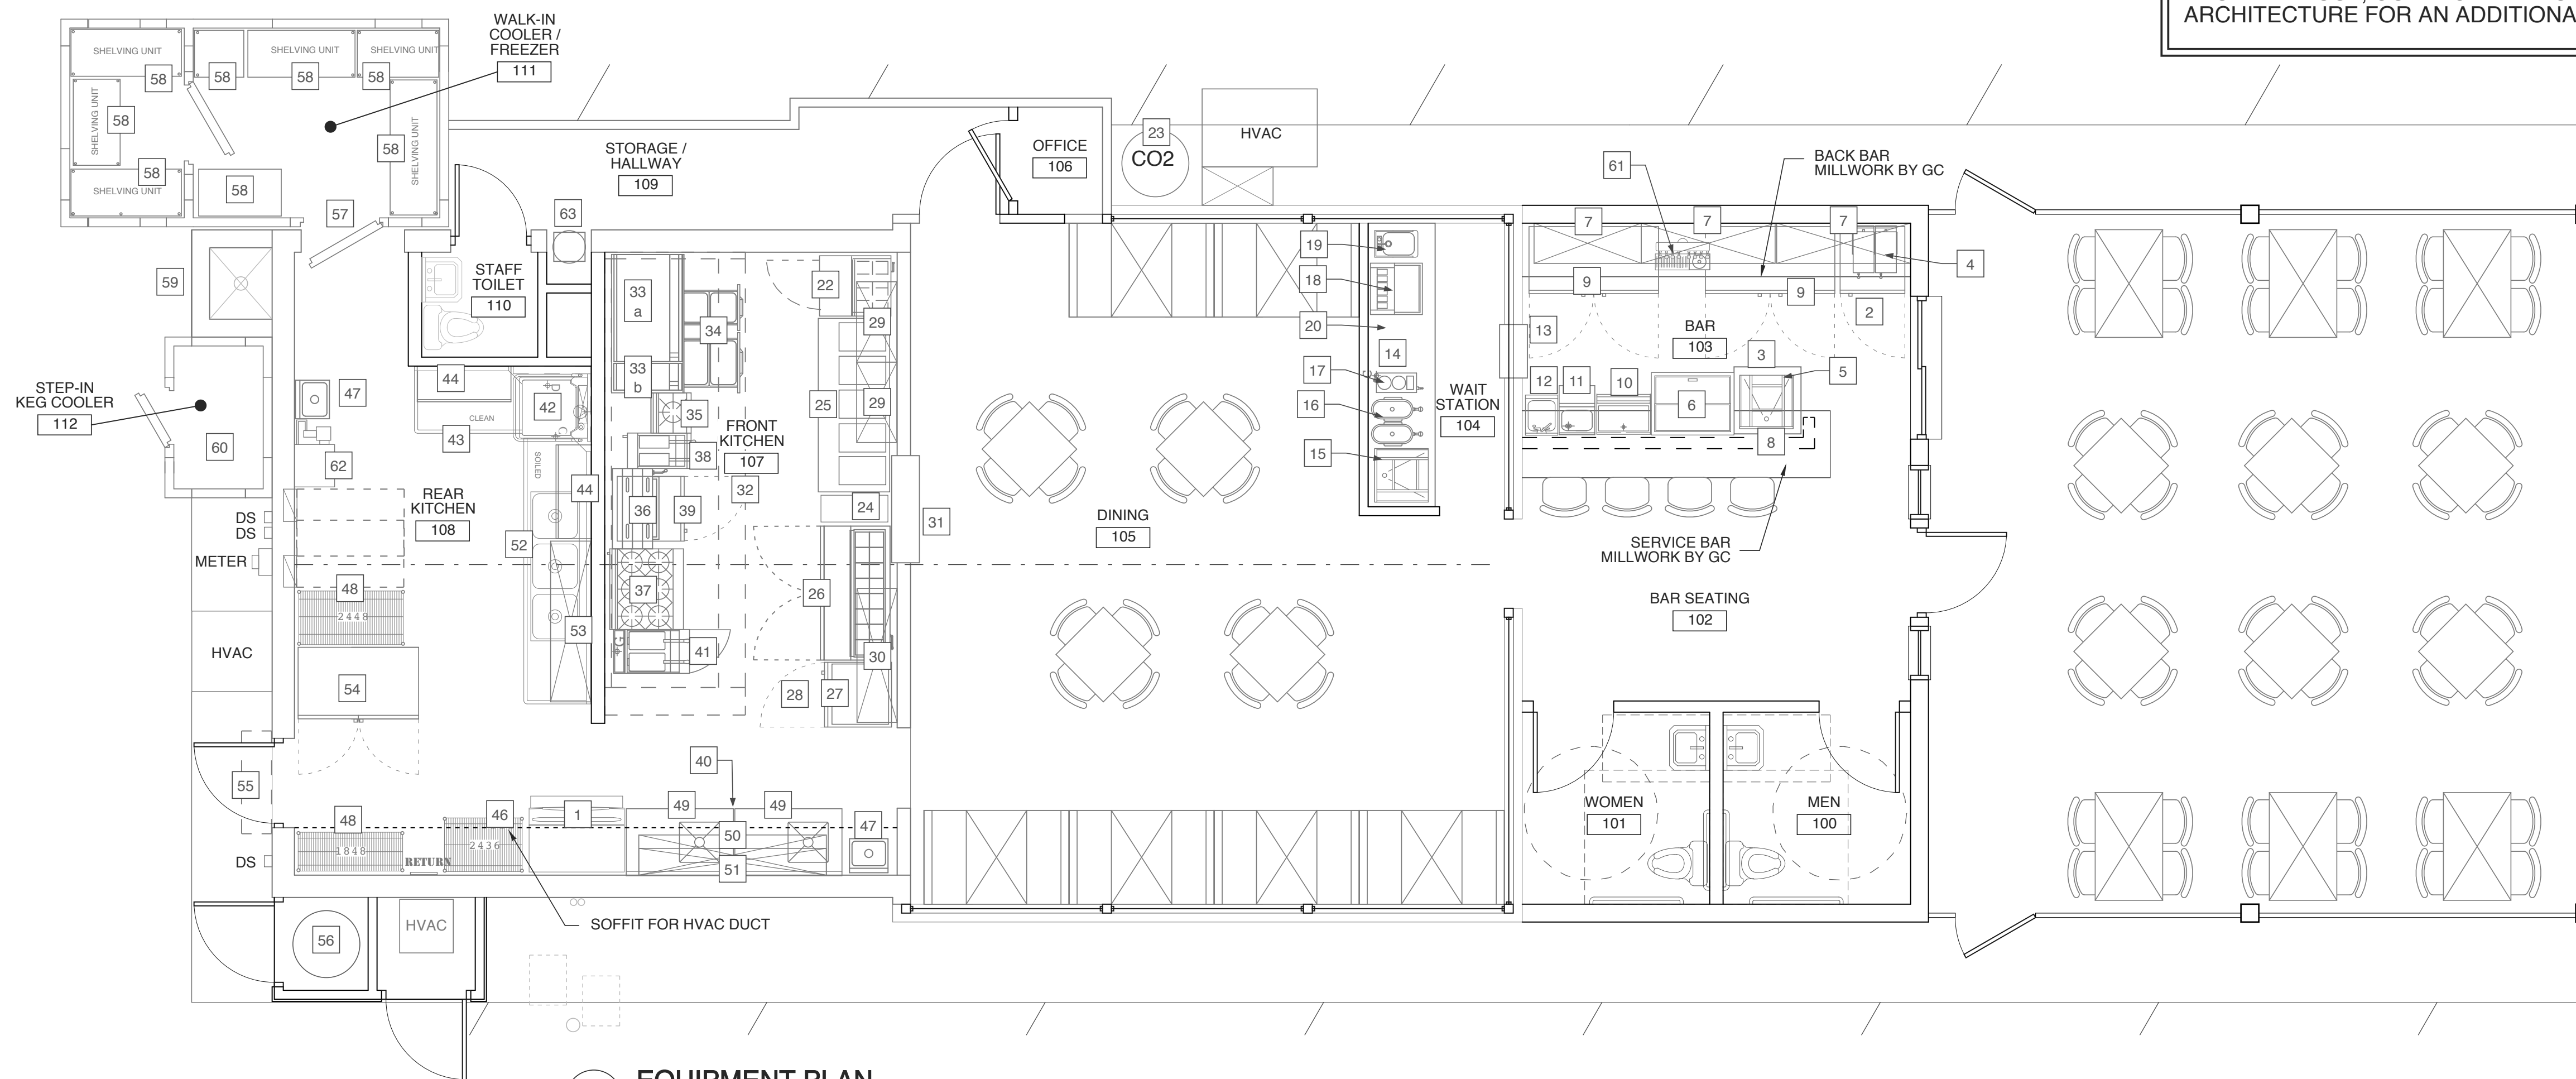 ARCHITECTURE FOR AN ADDITIONA
WALK-IN
COOLER /
FREEZER
111
SHELVING UNIT
SHELVING UNIT
SHELVING UNIT
58
58
58
58
SHELVING UNIT
58
58
SHELVING UNIT
58
SHELVING UNIT
58
57
STORAGE /
HALLWAY
109
63
OFFICE
106
23
CO2
HVAC
61
BACK BAR
MILLWORK BY GC
7
7
7
4
9
9
2
13
BAR
103
3
5
12
11
10
6
8
SERVICE BAR
MILLWORK BY GC
BAR SEATING
102
19
18
20
14
17
16
15
WAIT
STATION
104
59
STAFF
TOILET
110
STEP-IN
KEG COOLER
112
60
47
62
44
42
CLEAN
43
SOILED
44
REAR
KITCHEN
108
52
53
DS
DS
METER
48
2448
HVAC
54
33
a
33
b
34
35
38
FRONT
KITCHEN
107
32
36
39
37
41
22
29
25
29
24
31
26
30
28
27
DINING
105
40
55
48
1848
46
2436
RETURN
1
49
49
50
51
47
DS
56
HVAC
SOFFIT FOR HVAC DUCT
WOMEN
101
MEN
100
EQUIPMENT PLAN